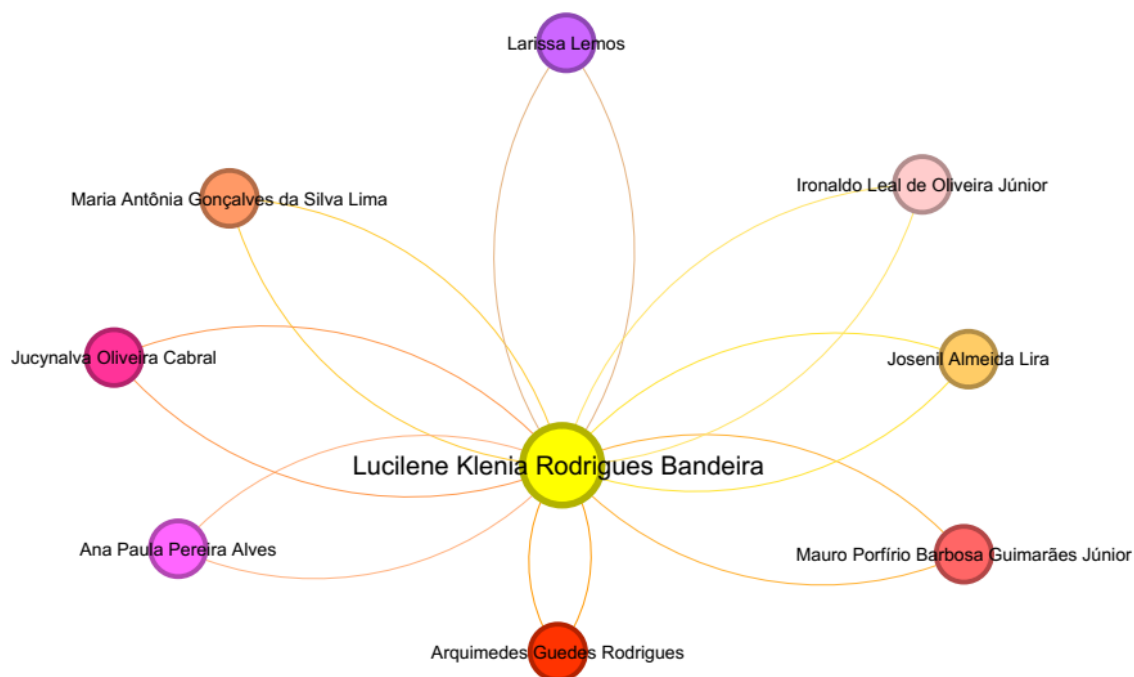 Larissa Lemos
Maria Antônia Gonçalves da Silva Lima
Ironaldo Leal de Oliveira Júnior
Jucynalva Oliveira Cabral
Josenil Almeida Lira
Lucilene Klenia Rodrigues Bandeira
Ana Paula Pereira Alves
Mauro Porfírio Barbosa Guimarães Júnior
Arquimedes Guedes Rodrigues